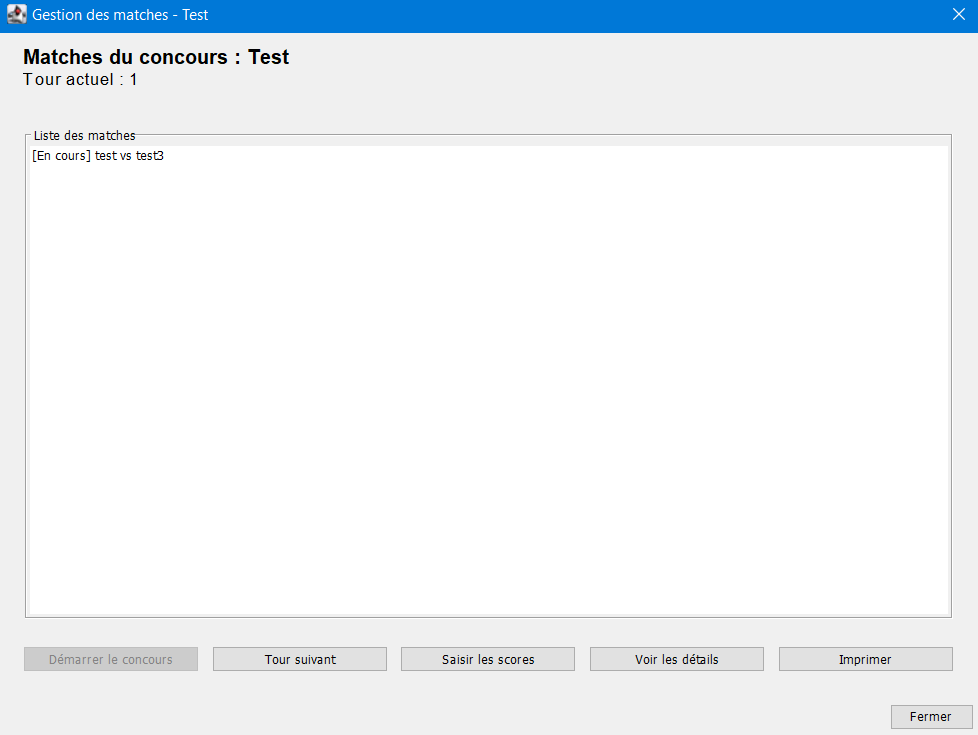 Gestion des matches - Test
Matches du concours : Test
Tour actuel : 1
Liste des matches
[En cours] test vs test3
Démarrer le concours
Tour suivant
Saisir les scores
Voir les détails
Imprimer
Fermer